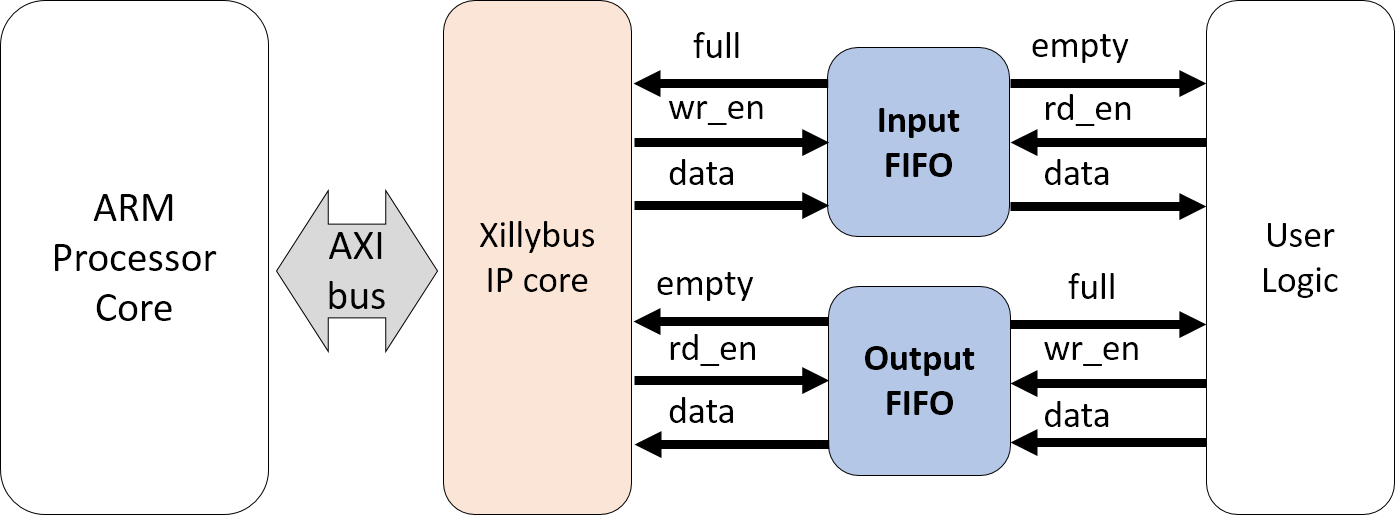 ARM
Processor
Core
AXI
bus
Xillybus
IP core
full
wr_en
data
empty
rd_en
data
Input
FIFO
Output
FIFO
empty
rd_en
data
full
wr_en
data
User
Logic